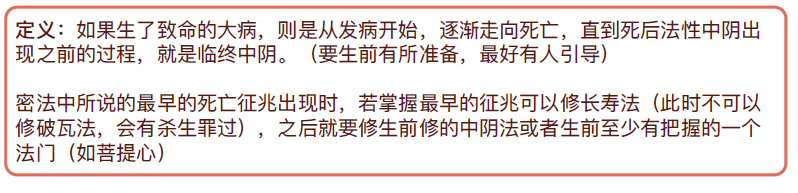 定义：如果生了致命的大病，则是从发病开始，逐渐走向死亡，直到死后法性中阴出
现之前的过程，就是临终中阴。（要生前有所准备，最好有人引导）
密法中所说的最早的死亡征兆出现时，若掌握最早的征兆可以修长寿法（此时不可以
修破瓦法，会有杀生罪过），之后就要修生前修的中阴法或者生前至少有把握的一个
法门（如菩提心）